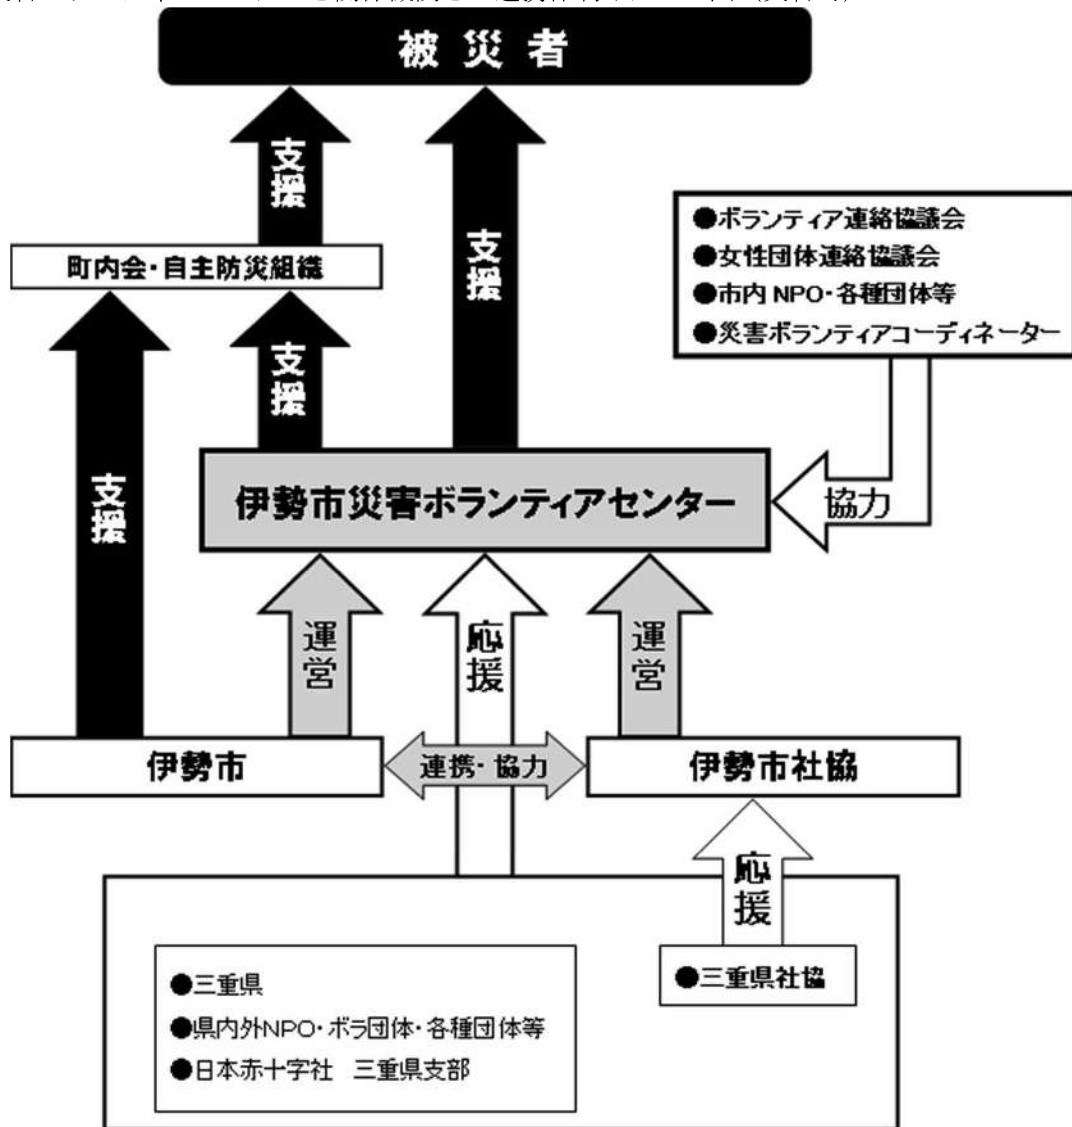 被災者
支援
支援
町内会・自主防災組織
●ボランティア連絡協議会
●女性団体連絡協議会
●市内 NPO・各種団体等
●災害ボランティアコーディネーター
支援
支援
伊勢市災害ボランティアセンター
協力
運営
応援
運営
伊勢市
連携・協力
伊勢市社協
応援
●三重県
●県内外NPO・ボラ団体・各種団体等
●日本赤十字社 三重県支部
●三重県社協